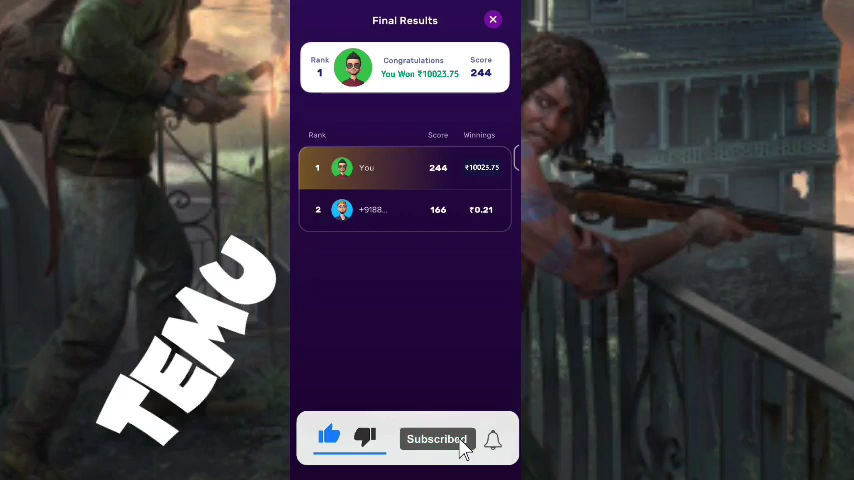 Final Results
Rank
1
Congratulations
You Won ₹10023.75
Score
244
Rank Score Winnings
1 You 244 ₹10023.75
2 +9188... 166 ₹0.21
TEMU
Subscribed